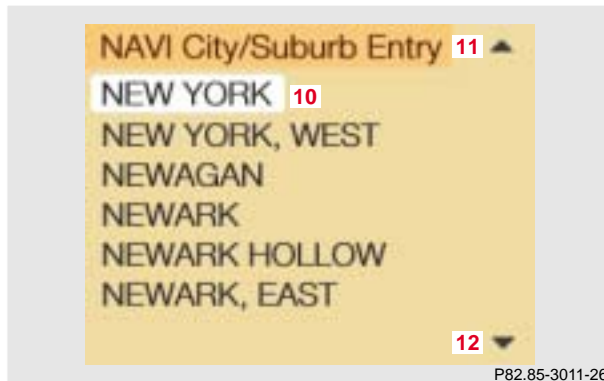 NAVI City/Suburb Entry 11
NEW YORK 10
NEW YORK, WEST
NEWAGAN
NEWARK
NEWARK HOLLOW
NEWARK, EAST
12
P82.85-3011-26